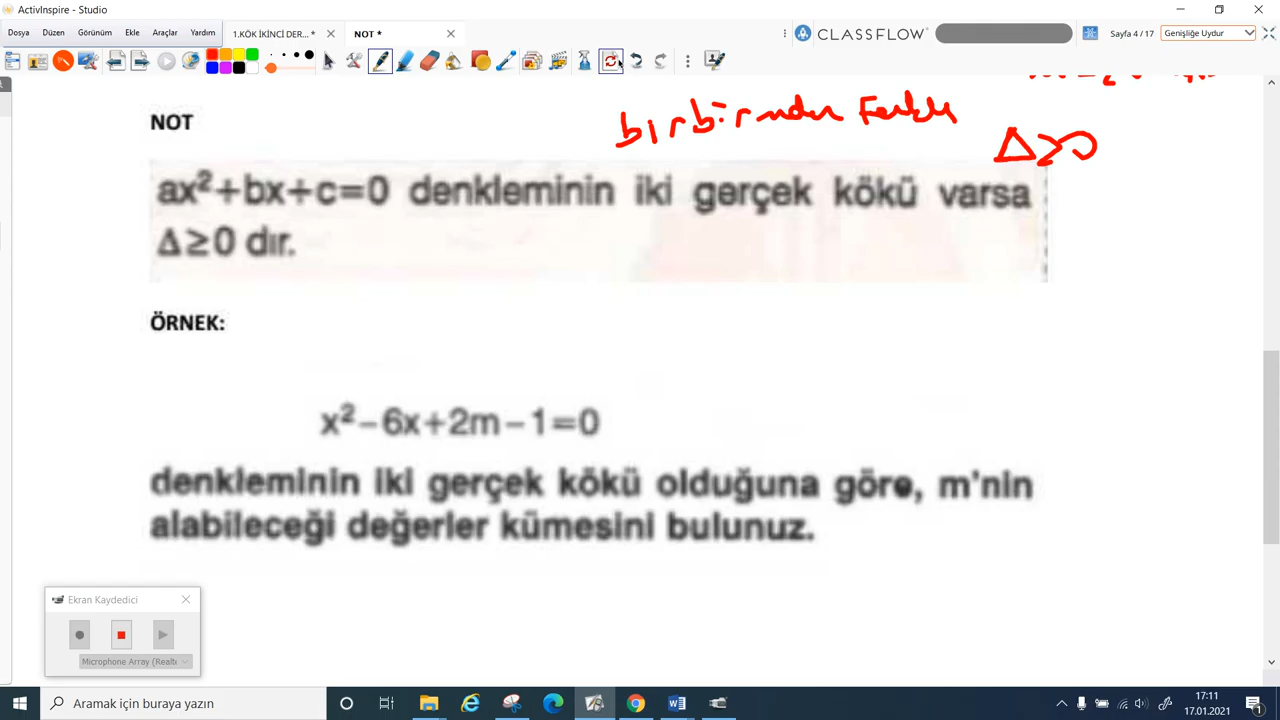 ActivInspire - Studio
Dosya Düzen Görünüm Ekle Araçlar Yardım
1.KÖK İKİNCİ DER...*
NOT *
CLASSFLOW
Sayfa 4 / 17
Genişliğe Uydur
birbirinden Farklı
Δ>0
NOT
ax²+bx+c=0 denkleminin iki gerçek kökü varsa
Δ≥0 dır.
ÖRNEK:
x²−6x+2m−1=0
denkleminin iki gerçek kökü olduğuna göre, m'nin
alabileceği değerler kümesini bulunuz.
Ekran Kaydedici
Microphone Array (Realte
Aramak için buraya yazın
17:11
17.01.2021
1